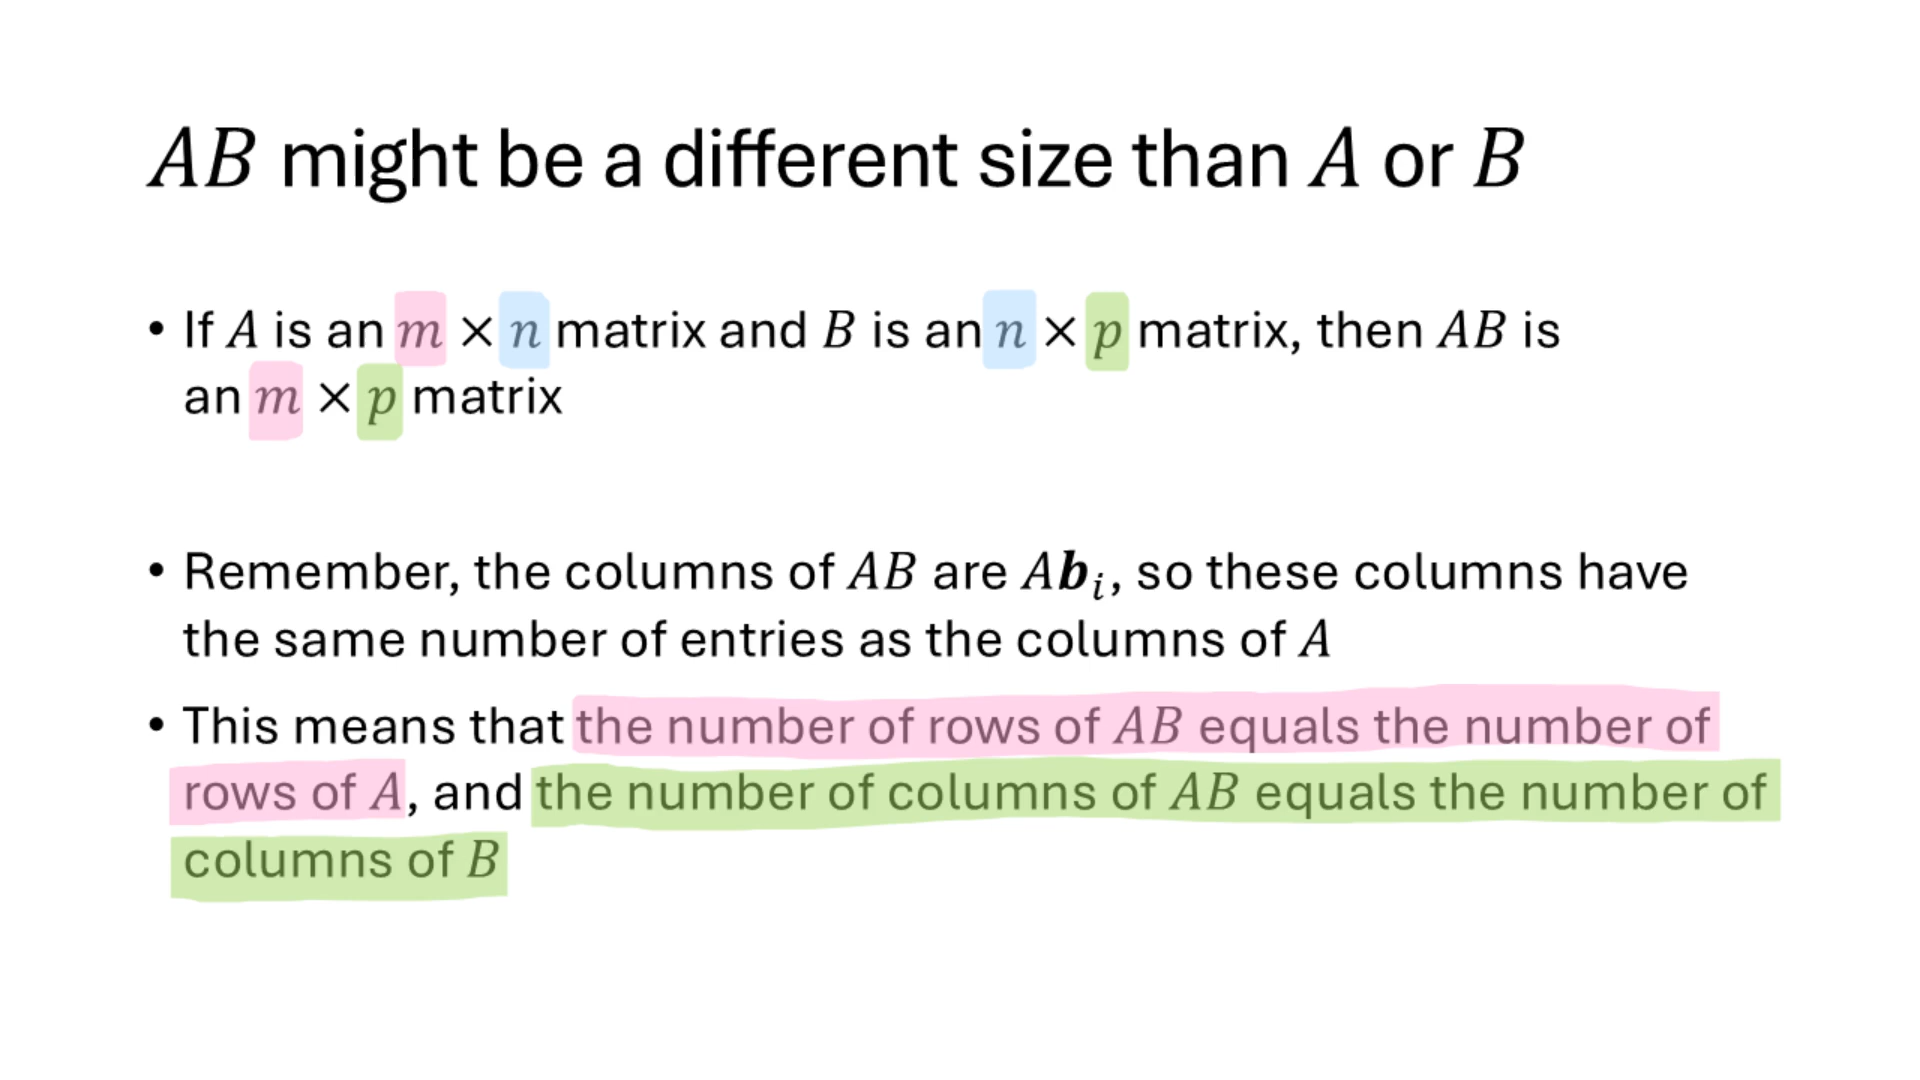 AB might be a different size than A or B
• If A is an m × n matrix and B is an n × p matrix, then AB is
an m × p matrix
• Remember, the columns of AB are Abᵢ, so these columns have
the same number of entries as the columns of A
• This means that the number of rows of AB equals the number of
rows of A, and the number of columns of AB equals the number of
columns of B